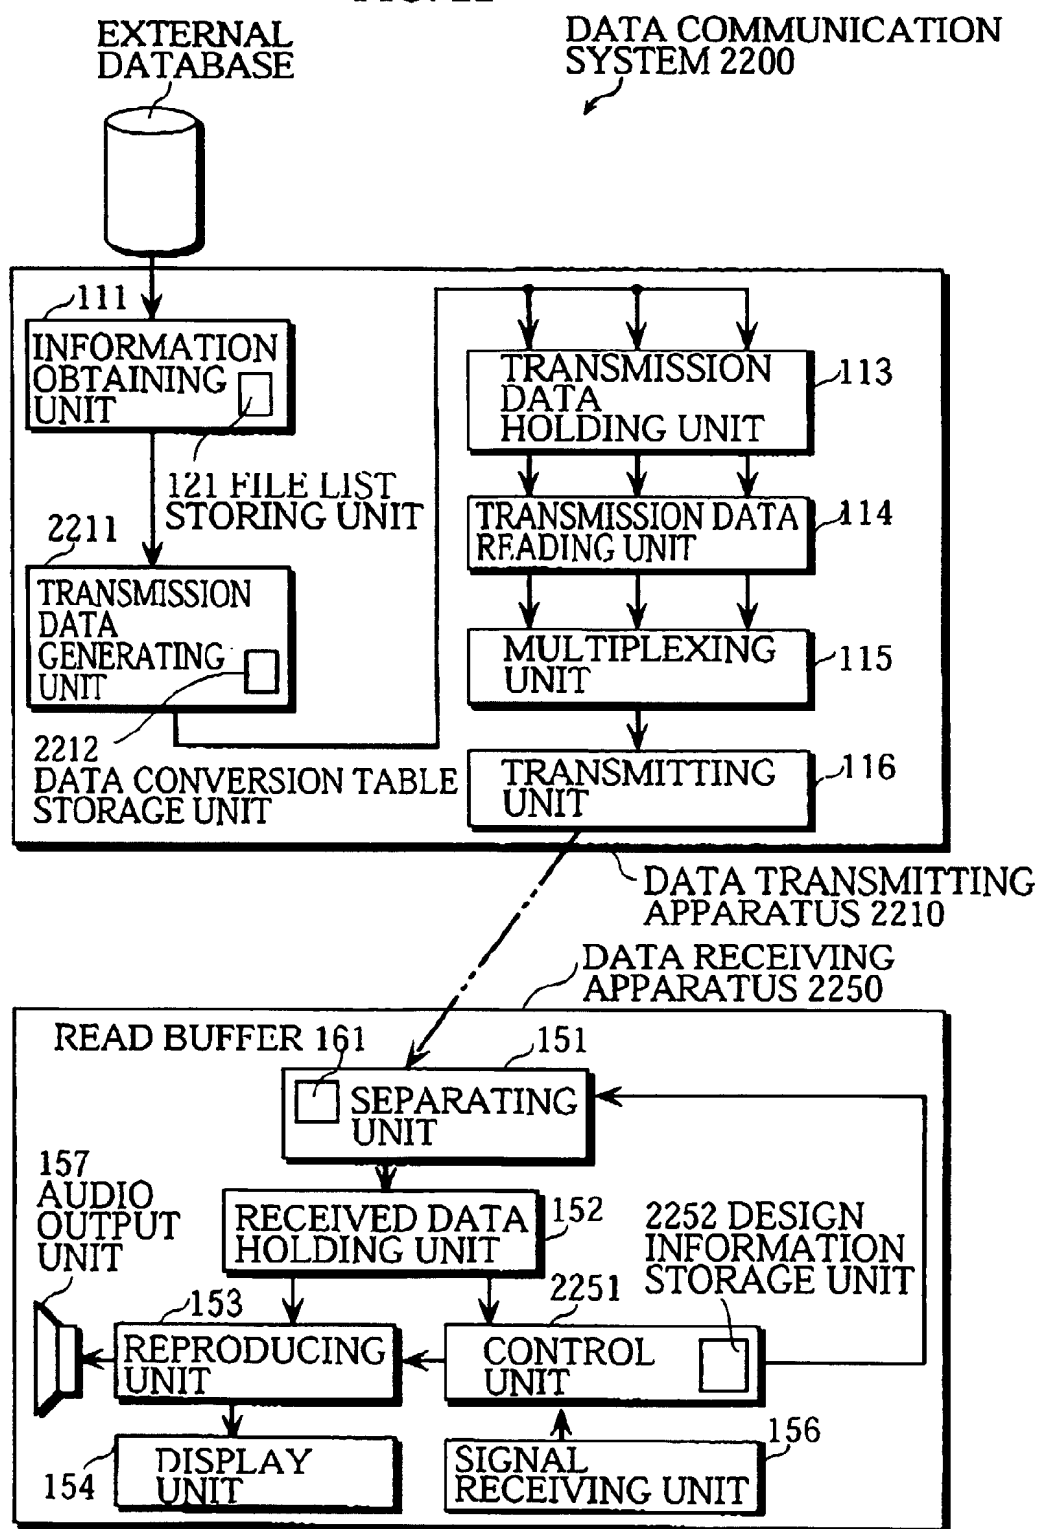 EXTERNAL
DATABASE
DATA COMMUNICATION
SYSTEM 2200
111
INFORMATION
OBTAINING
UNIT
121 FILE LIST
STORING UNIT
2211
TRANSMISSION
DATA
GENERATING
UNIT
2212
DATA CONVERSION TABLE
STORAGE UNIT
TRANSMISSION
DATA
HOLDING UNIT
113
TRANSMISSION DATA
READING UNIT
114
MULTIPLEXING
UNIT
115
TRANSMITTING
UNIT
116
DATA TRANSMITTING
APPARATUS 2210
DATA RECEIVING
APPARATUS 2250
READ BUFFER 161
151
SEPARATING
UNIT
157
AUDIO
OUTPUT
UNIT
RECEIVED DATA
HOLDING UNIT
152
2252 DESIGN
INFORMATION
STORAGE UNIT
153
REPRODUCING
UNIT
2251
CONTROL
UNIT
154
DISPLAY
UNIT
SIGNAL
RECEIVING UNIT
156